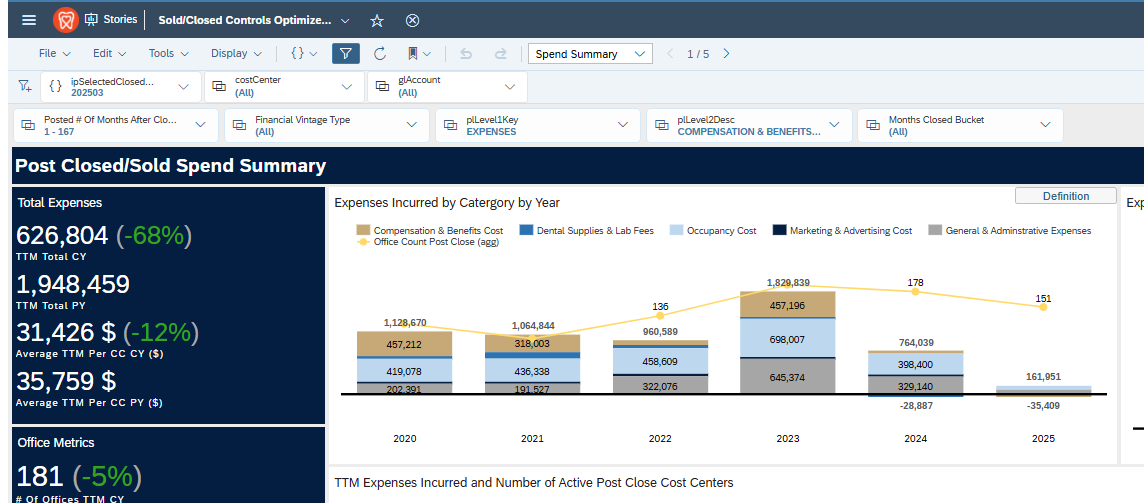 Stories Sold/Closed Controls Optimize...
File Edit Tools Display { } Spend Summary 1 / 5
{ } ipSelectedClosed...
202503
costCenter
(All)
glAccount
(All)
Posted # Of Months After Clo...
1 - 167
Financial Vintage Type
(All)
plLevel1Key
EXPENSES
plLevel2Desc
COMPENSATION & BENEFITS...
Months Closed Bucket
(All)
Post Closed/Sold Spend Summary
Total Expenses
626,804 (-68%)
TTM Total CY
1,948,459
TTM Total PY
31,426 $ (-12%)
Average TTM Per CC CY ($)
35,759 $
Average TTM Per CC PY ($)
Office Metrics
181 (-5%)
# Of Offices TTM CY
Expenses Incurred by Catergory by Year
Definition
Compensation & Benefits Cost Dental Supplies & Lab Fees Occupancy Cost Marketing & Advertising Cost General & Adminstrative Expenses
Office Count Post Close (agg)
1,128,670
457,212
419,078
202,391
2020
1,064,844
318,003
436,338
191,527
2021
136
960,589
458,609
322,076
2022
1,829,839
457,196
698,007
645,374
2023
178
764,039
398,400
329,140
-28,887
2024
151
161,951
-35,409
2025
TTM Expenses Incurred and Number of Active Post Close Cost Centers
Exp